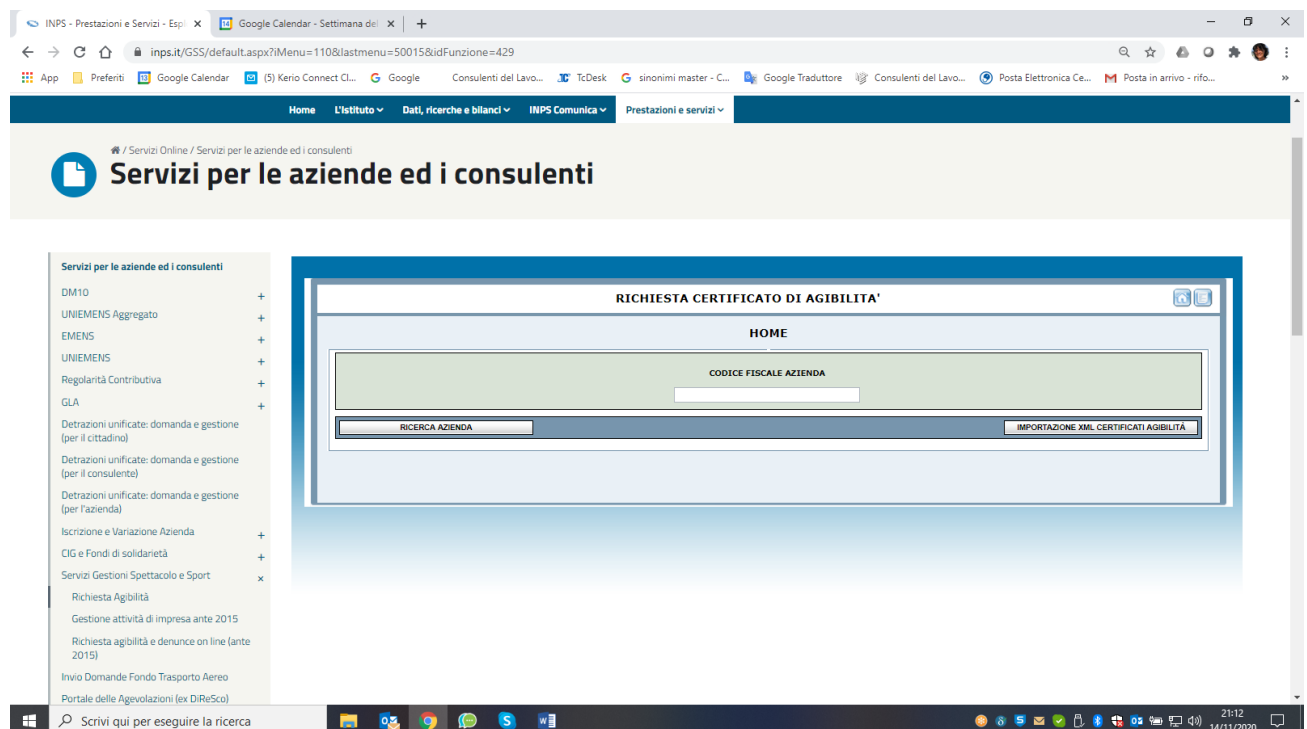 INPS - Prestazioni e Servizi - Espl
Google Calendar - Settimana del
inps.it/GSS/default.aspx?iMenu=110&lastmenu=50015&idFunzione=429
App
Preferiti
Google Calendar
(5) Kerio Connect Cl...
Google
Consulenti del Lavo...
TcDesk
sinonimi master - C...
Google Traduttore
Consulenti del Lavo...
Posta Elettronica Ce...
Posta in arrivo - rifo...
Home
L'Istituto
Dati, ricerche e bilanci
INPS Comunica
Prestazioni e servizi
/ Servizi Online / Servizi per le aziende ed i consulenti
Servizi per le aziende ed i consulenti
Servizi per le aziende ed i consulenti
DM10 +
UNIEMENS Aggregato +
EMENS +
UNIEMENS +
Regolarità Contributiva +
GLA +
Detrazioni unificate: domanda e gestione
(per il cittadino)
Detrazioni unificate: domanda e gestione
(per il consulente)
Detrazioni unificate: domanda e gestione
(per l'azienda)
Iscrizione e Variazione Azienda +
CIG e Fondi di solidarietà +
Servizi Gestioni Spettacolo e Sport ×
Richiesta Agibilità
Gestione attività di impresa ante 2015
Richiesta agibilità e denunce on line (ante
2015)
Invio Domande Fondo Trasporto Aereo
Portale delle Agevolazioni (ex DiReSco)
RICHIESTA CERTIFICATO DI AGIBILITA'
HOME
CODICE FISCALE AZIENDA
RICERCA AZIENDA
IMPORTAZIONE XML CERTIFICATI AGIBILITÁ
Scrivi qui per eseguire la ricerca
21:12
14/11/2020